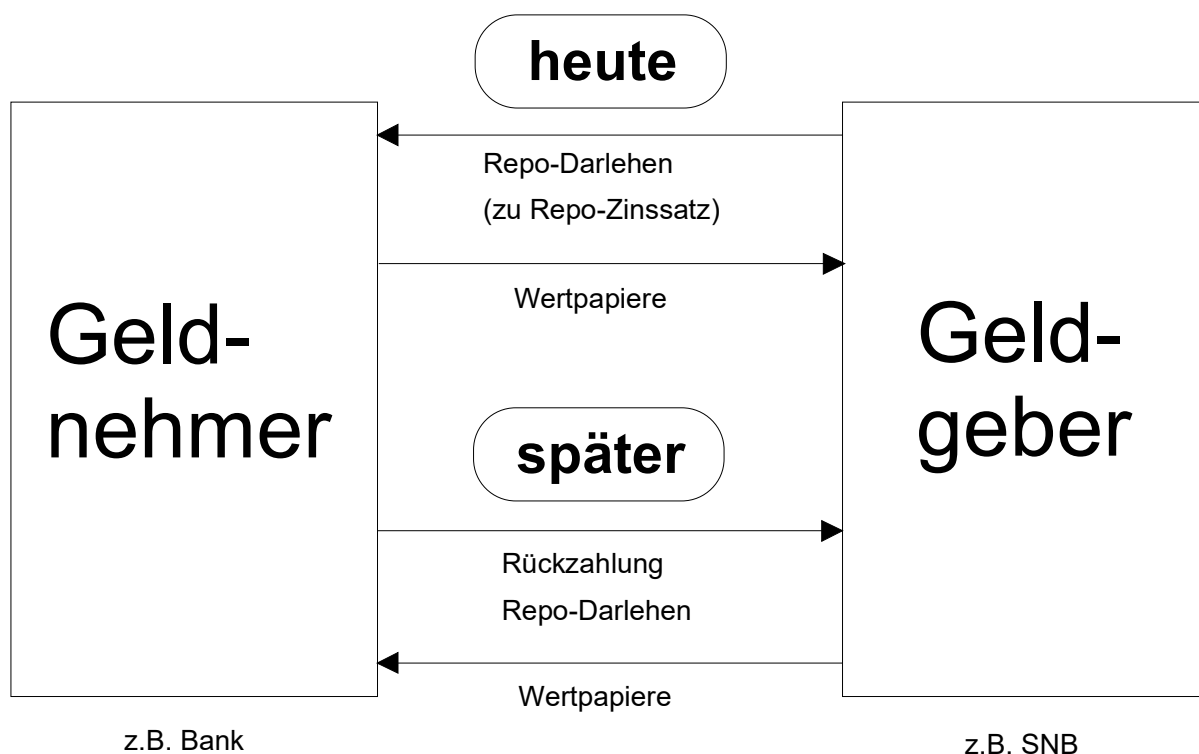 heute
Repo-Darlehen
(zu Repo-Zinssatz)
Wertpapiere
Geld-
nehmer
Geld-
geber
später
Rückzahlung
Repo-Darlehen
Wertpapiere
z.B. Bank
z.B. SNB